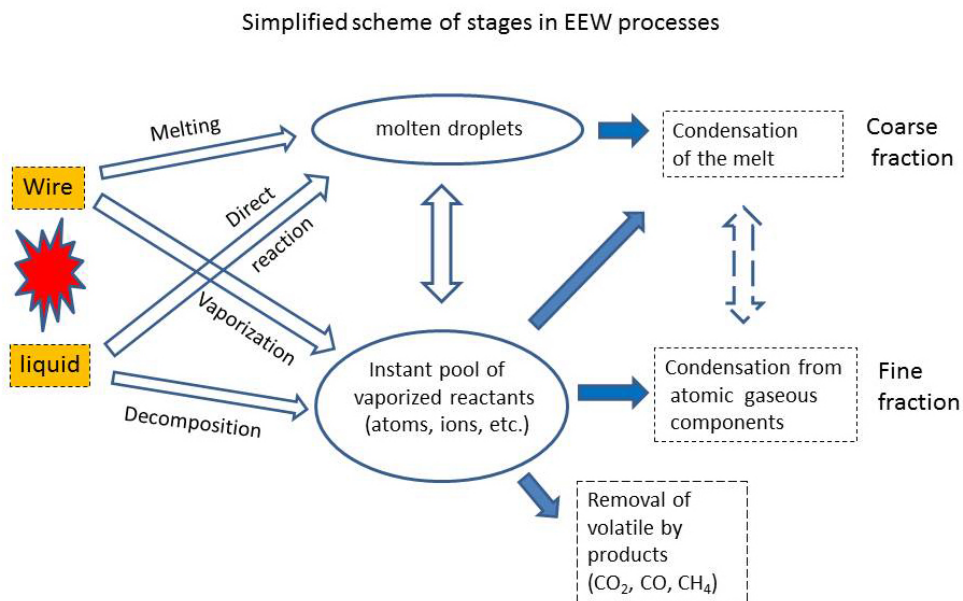 Simplified scheme of stages in EEW processes
Melting
molten droplets
Condensation
of the melt
Coarse
fraction
Wire
Direct
reaction
Vaporization
liquid
Decomposition
Instant pool of
vaporized reactants
(atoms, ions, etc.)
Condensation from
atomic gaseous
components
Fine
fraction
Removal of
volatile by
products
(CO₂, CO, CH₄)